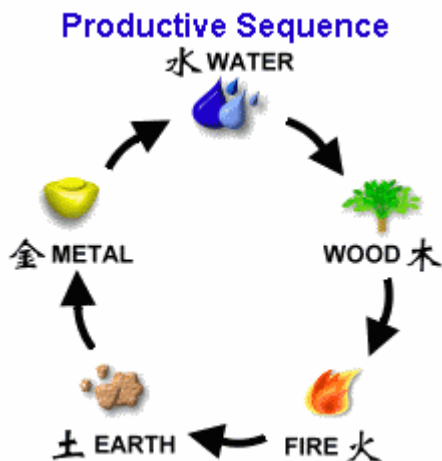 Productive Sequence
水 WATER
金 METAL
WOOD 木
土 EARTH
FIRE 火